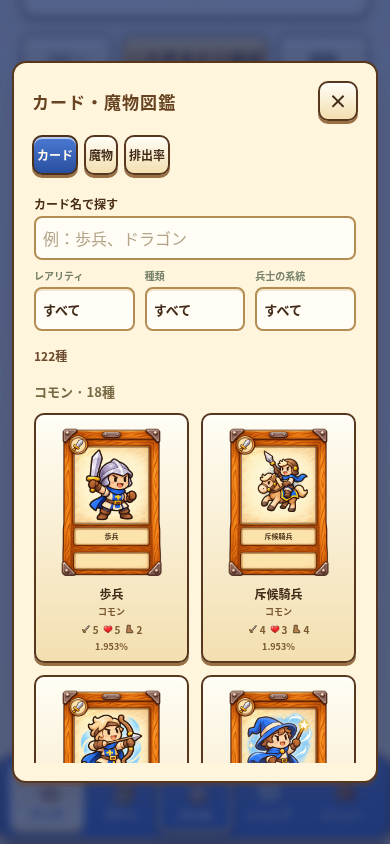 カード・魔物図鑑
✕
カード
魔物
排出率
カード名で探す
例：歩兵、ドラゴン
レアリティ
種類
兵士の系統
すべて
すべて
すべて
122種
コモン · 18種
歩兵
斥候騎兵
歩兵
斥候騎兵
コモン
コモン
5 5 2
4 3 4
1.953%
1.953%